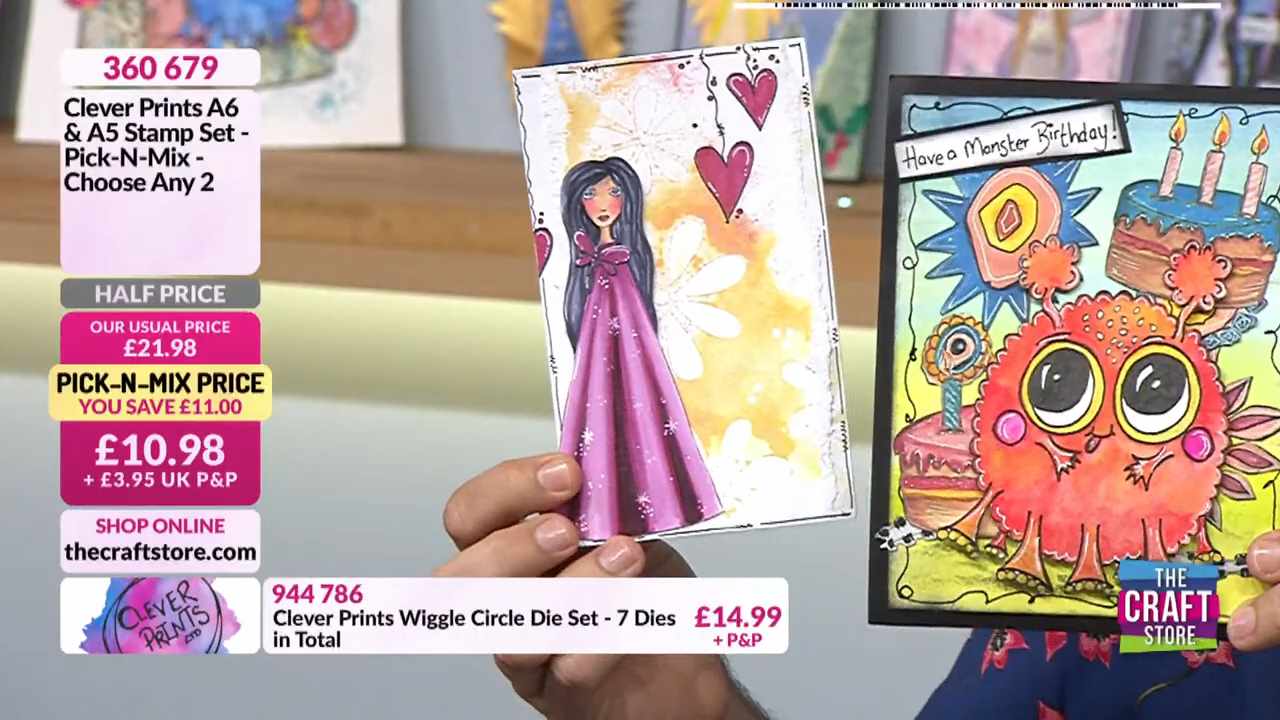 360 679
Clever Prints A6
& A5 Stamp Set -
Pick-N-Mix -
Choose Any 2
HALF PRICE
OUR USUAL PRICE
£21.98
PICK-N-MIX PRICE
YOU SAVE £11.00
£10.98
+ £3.95 UK P&P
SHOP ONLINE
thecraftstore.com
CLEVER
PRINTS LTD
944 786
Clever Prints Wiggle Circle Die Set - 7 Dies
in Total
£14.99
+ P&P
Have a Monster Birthday!
THE
CRAFT
STORE